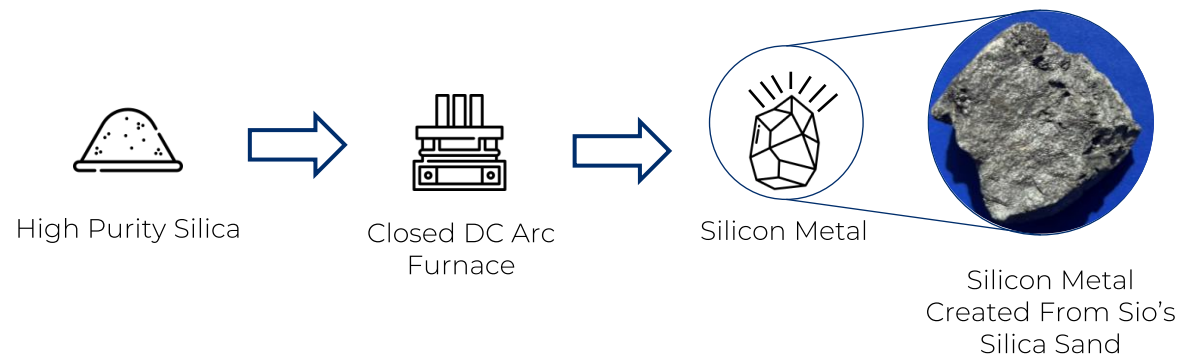 High Purity Silica
Closed DC Arc
Furnace
Silicon Metal
Silicon Metal
Created From Sio's
Silica Sand